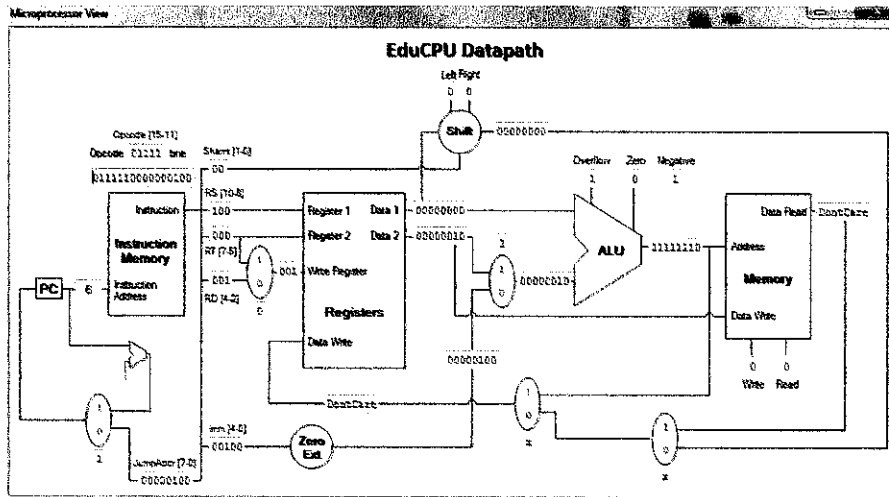 Microprocessor View
EduCPU Datapath
Left Right
0 0
Shift
00000000
Opcode [15-11]
Opcode 01111 bne
0111110000000100
Shamt [1-0]
00
RS [10-8]
100
000
RT [7-5]
001
RD [4-2]
Instruction
Instruction Memory
Instruction Address
PC
6
1
0
0
001
Register 1
Register 2
Write Register
Registers
Data Write
Data 1
Data 2
00000000
00000010
1
1
0
00000010
Overflow Zero Negative
1 0 1
ALU
11111110
Data Read
DontCare
Address
Memory
Data Write
0 0
Write Read
00000100
DontCare
1
0
x
1
0
x
1
0
1
Imm [4-0]
00100
Zero Ext.
JumpAddr [7-0]
00000100